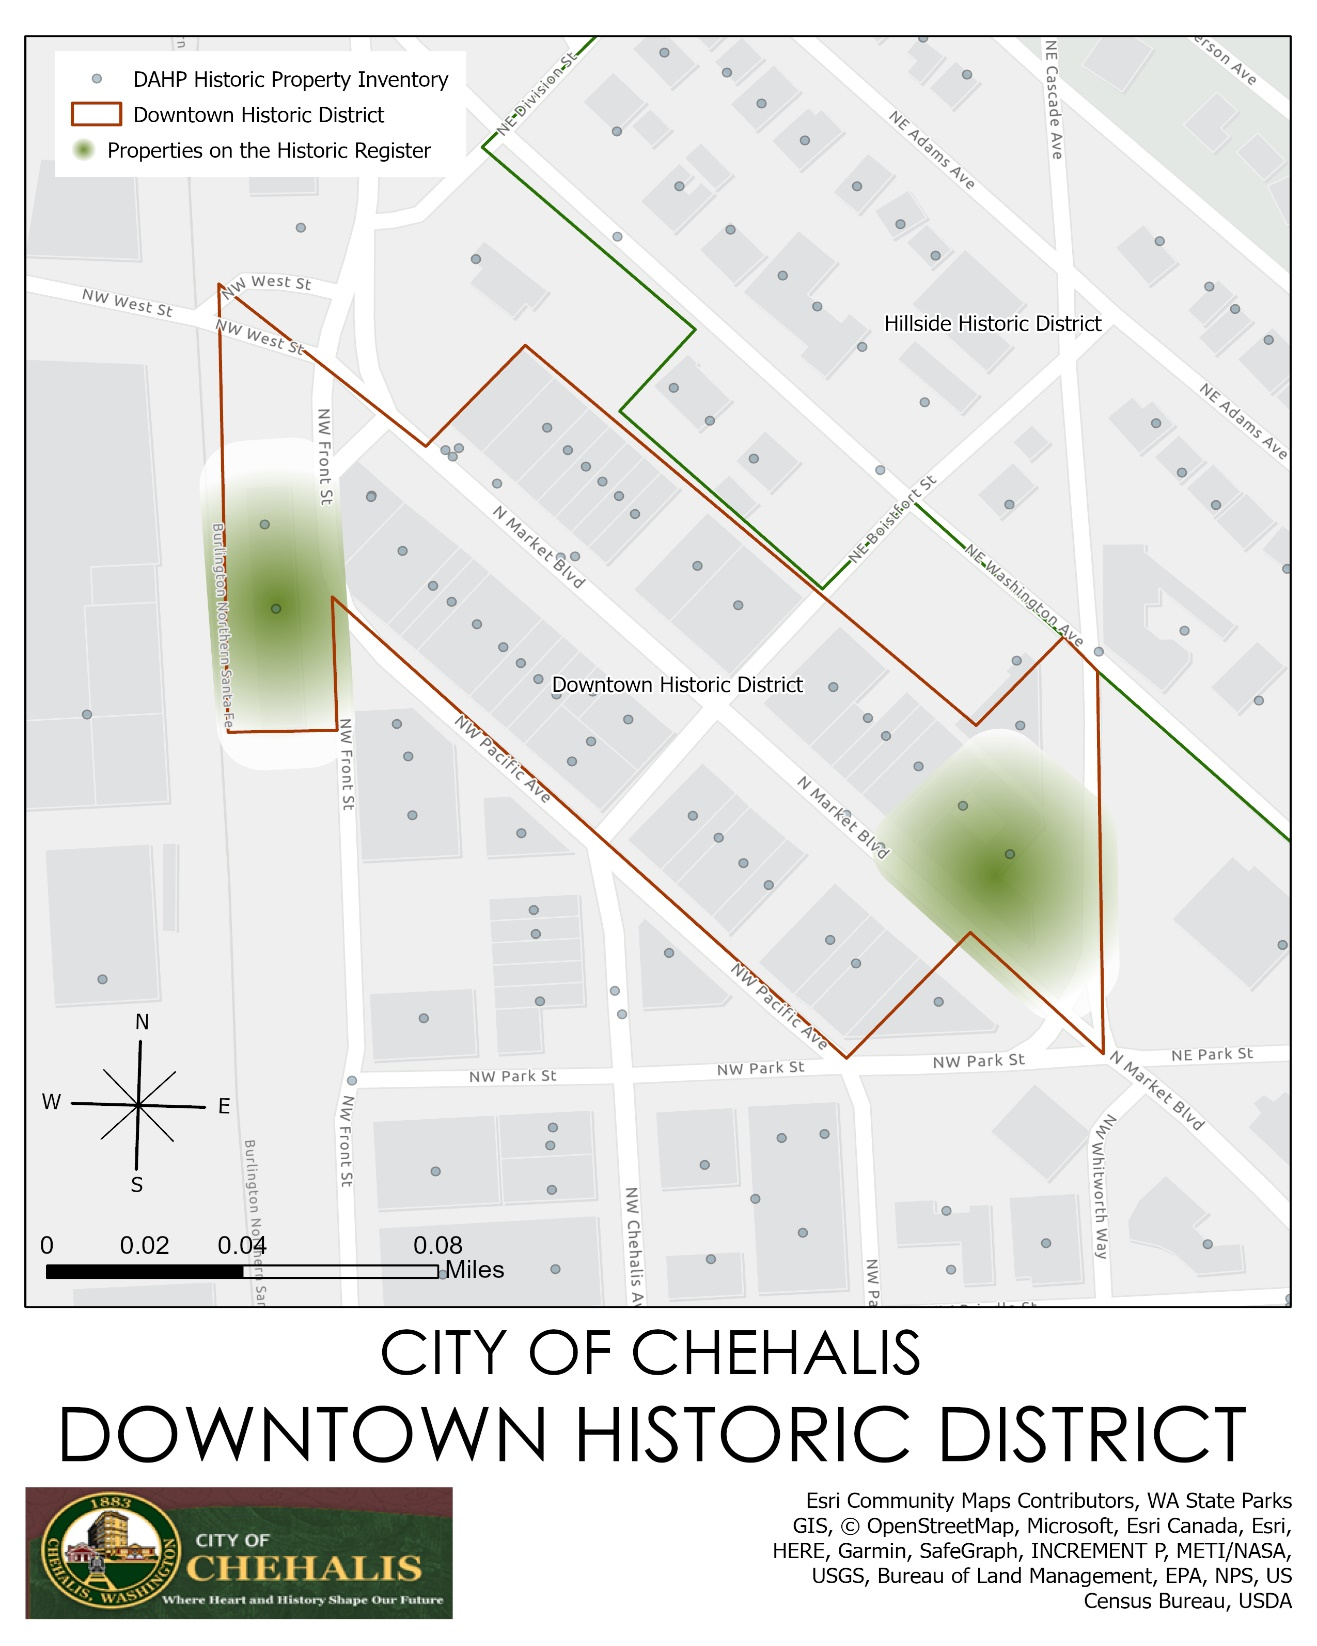 DAHP Historic Property Inventory
Downtown Historic District
Properties on the Historic Register
NE Division St
NE Adams Ave
NE Cascade Ave
erson Ave
NW West St
NW West St
NW West St
Hillside Historic District
NE Adams Ave
NW Front St
N Market Blvd
NE Boistfort St
NE Washington Ave
Burlington Northern Santa Fe
Downtown Historic District
NW Front St
NW Pacific Ave
N Market Blvd
NW Pacific Ave
NW Park St
NW Park St
NW Park St
NE Park St
N Market Blvd
NW Whitworth Way
NW Front St
NW Chehalis Av
NW Pa
Burlington Northern San
N
W
E
S
0 0.02 0.04 0.08
Miles
CITY OF CHEHALIS
DOWNTOWN HISTORIC DISTRICT
1883
CHEHALIS, WASHINGTON
CITY OF
CHEHALIS
Where Heart and History Shape Our Future
Esri Community Maps Contributors, WA State Parks
GIS, © OpenStreetMap, Microsoft, Esri Canada, Esri,
HERE, Garmin, SafeGraph, INCREMENT P, METI/NASA,
USGS, Bureau of Land Management, EPA, NPS, US
Census Bureau, USDA